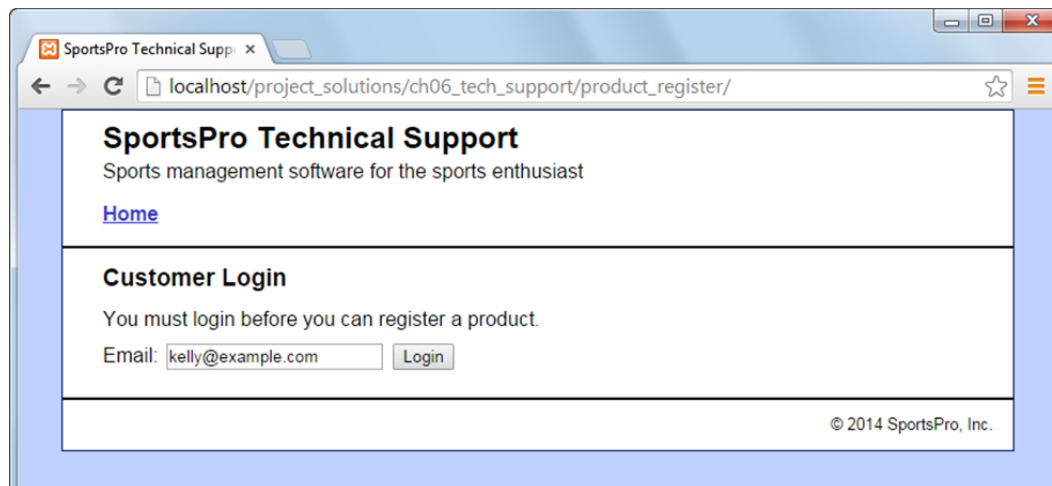 SportsPro Technical Supp
localhost/project_solutions/ch06_tech_support/product_register/
SportsPro Technical Support
Sports management software for the sports enthusiast
Home
Customer Login
You must login before you can register a product.
Email: kelly@example.com Login
© 2014 SportsPro, Inc.